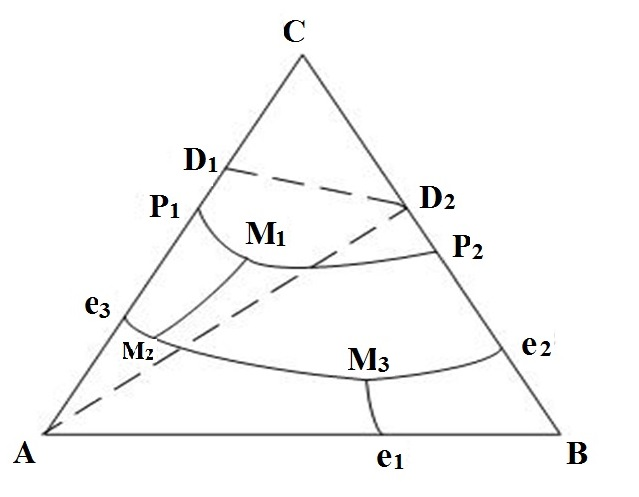 C
D₁
D₂
P₁
M₁
P₂
e₃
M₂
M₃
e₂
A
e₁
B